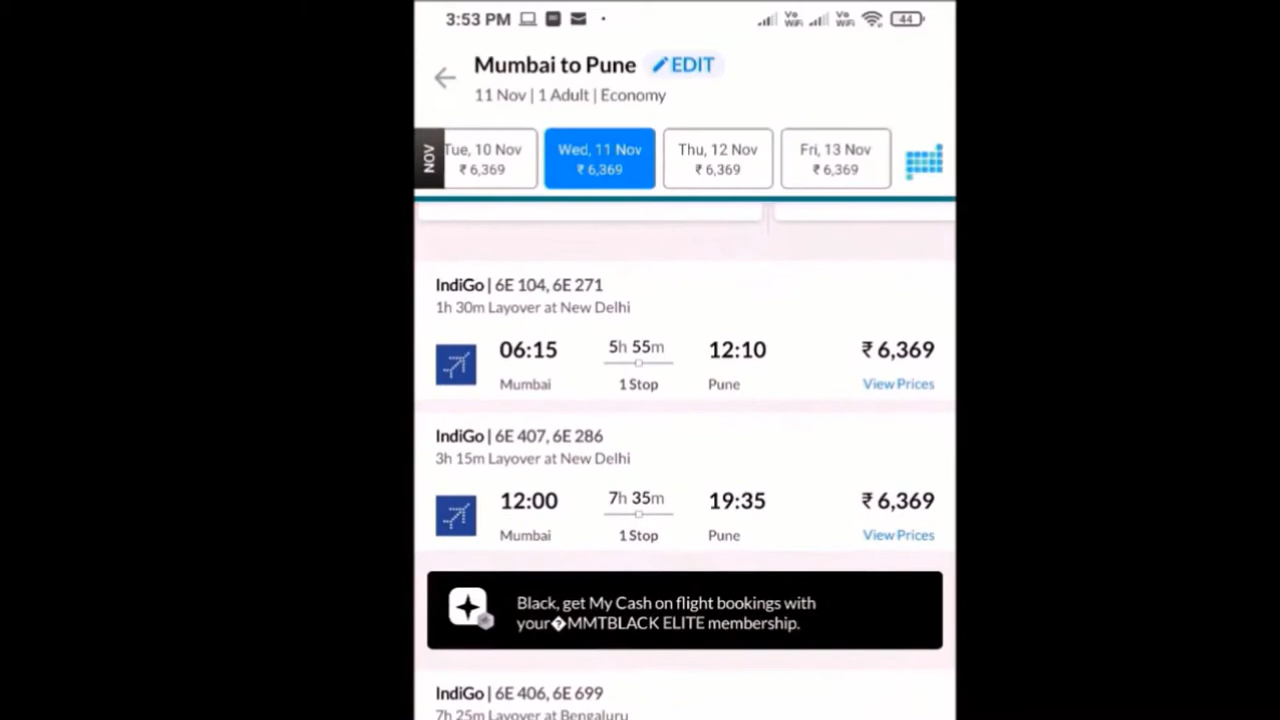 3:53 PM
Vo WiFi
Vo WiFi
44
Mumbai to Pune EDIT
11 Nov | 1 Adult | Economy
NOV
Tue, 10 Nov
₹ 6,369
Wed, 11 Nov
₹ 6,369
Thu, 12 Nov
₹ 6,369
Fri, 13 Nov
₹ 6,369
IndiGo | 6E 104, 6E 271
1h 30m Layover at New Delhi
06:15 5h 55m 12:10 ₹ 6,369
Mumbai 1 Stop Pune View Prices
IndiGo | 6E 407, 6E 286
3h 15m Layover at New Delhi
12:00 7h 35m 19:35 ₹ 6,369
Mumbai 1 Stop Pune View Prices
Black, get My Cash on flight bookings with
your�MMTBLACK ELITE membership.
IndiGo | 6E 406, 6E 699
7h 25m Layover at Bengaluru